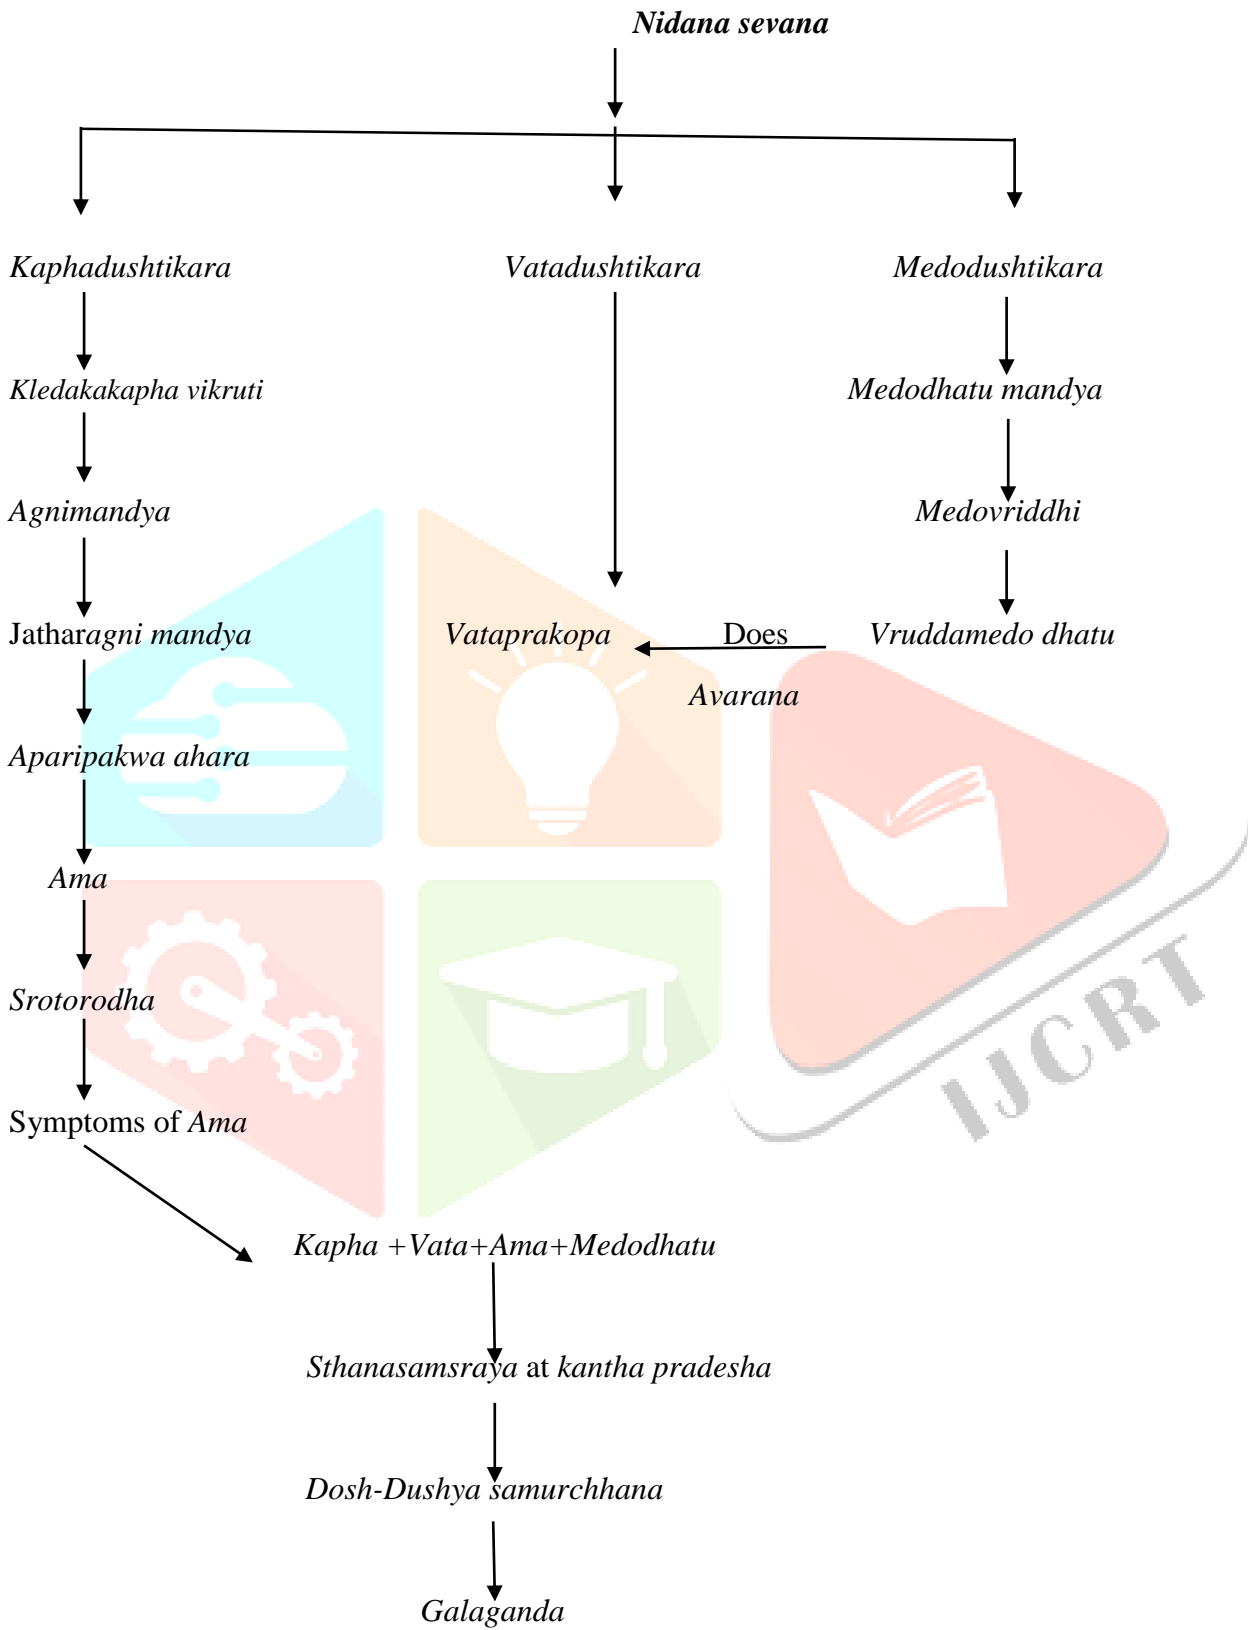 Nidana sevana
Kaphadushtikara Vatadushtikara Medodushtikara
Kledakakapha vikruti Medodhatu mandya
Agnimandya Medovriddhi
Jatharagni mandya Vataprakopa Does Vruddamedo dhatu
Avarana
Aparipakwa ahara
Ama
Srotorodha
IJCRT
Symptoms of Ama
Kapha +Vata+Ama+Medodhatu
Sthanasamsraya at kantha pradesha
Dosh-Dushya samurchhana
Galaganda